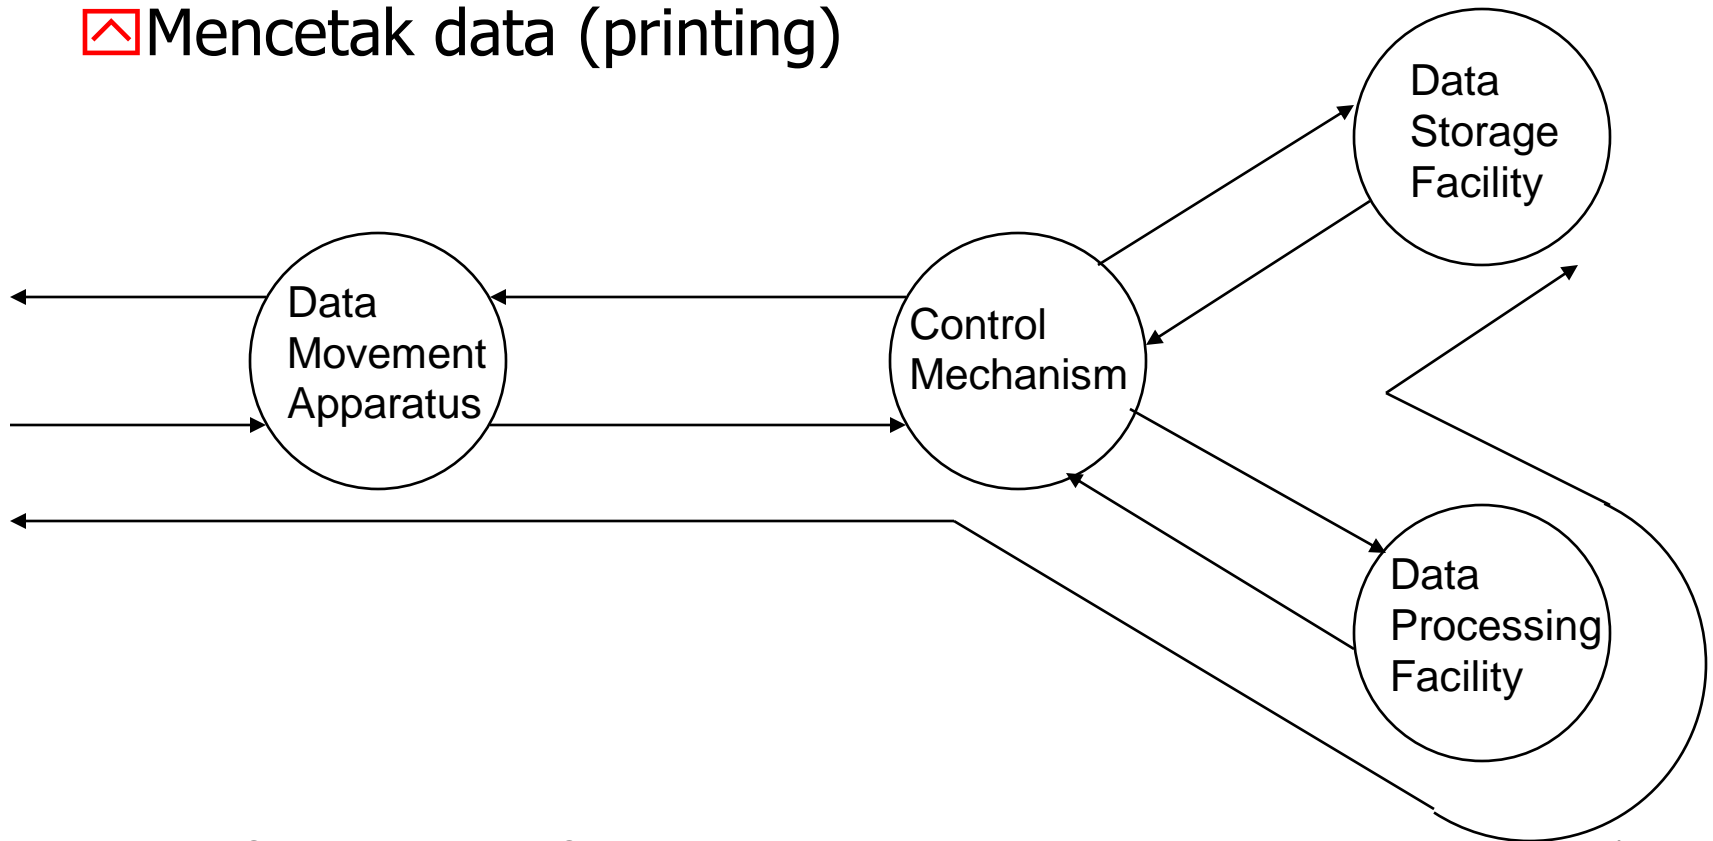 Mencetak data (printing)
Data
Storage
Facility
Data
Movement
Apparatus
Control
Mechanism
Data
Processing
Facility